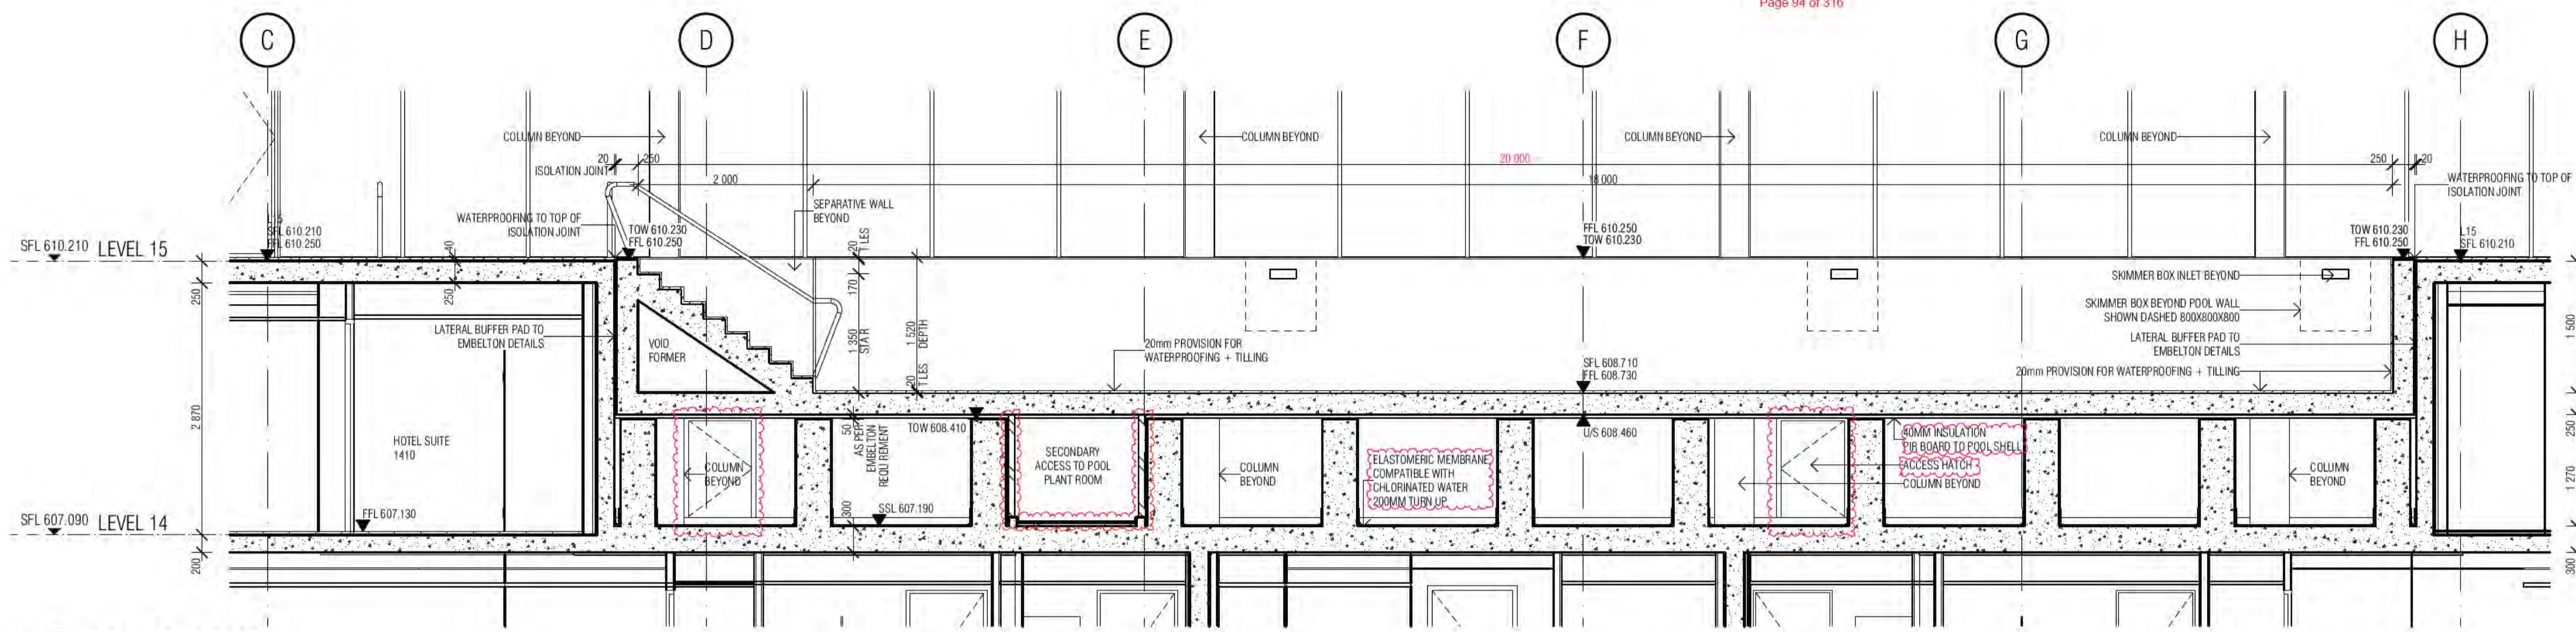 Page 94 of 316
C
D
E
F
G
H
COLUMN BEYOND
COLUMN BEYOND
COLUMN BEYOND
COLUMN BEYOND
20
250
20 000
250
20
ISOLATION JOINT
2 000
18 000
WATERPROOFING TO TOP OF
ISOLATION JOINT
SEPARATIVE WALL
BEYOND
WATERPROOFING TO TOP OF
ISOLATION JOINT
L15
SFL 610.210
FFL 610.250
TOW 610.230
FFL 610.250
FFL 610.250
TOW 610.230
TOW 610.230
FFL 610.250
L15
SFL 610.210
SFL 610.210 LEVEL 15
40
20
T LES
250
250
170
SKIMMER BOX INLET BEYOND
SKIMMER BOX BEYOND POOL WALL
SHOWN DASHED 800X800X800
1 500
LATERAL BUFFER PAD TO
EMBELTON DETAILS
VOID
FORMER
1 350
STAR
1 520
DEPTH
20mm PROVISION FOR
WATERPROOFING + TILLING
LATERAL BUFFER PAD TO
EMBELTON DETAILS
SFL 608.710
FFL 608.730
20
T LES
20mm PROVISION FOR WATERPROOFING + TILLING
2 870
250
HOTEL SUITE
1410
50
AS PER
EMBELTON
REQU REMENT
TOW 608.410
U/S 608.460
40MM INSULATION
PIR BOARD TO POOL SHELL
COLUMN
BEYOND
SECONDARY
ACCESS TO POOL
PLANT ROOM
COLUMN
BEYOND
ELASTOMERIC MEMBRANE
COMPATIBLE WITH
CHLORINATED WATER
200MM TURN UP
ACCESS HATCH
COLUMN BEYOND
COLUMN
BEYOND
1 270
FFL 607.130
300
SSL 607.190
SFL 607.090 LEVEL 14
200
300